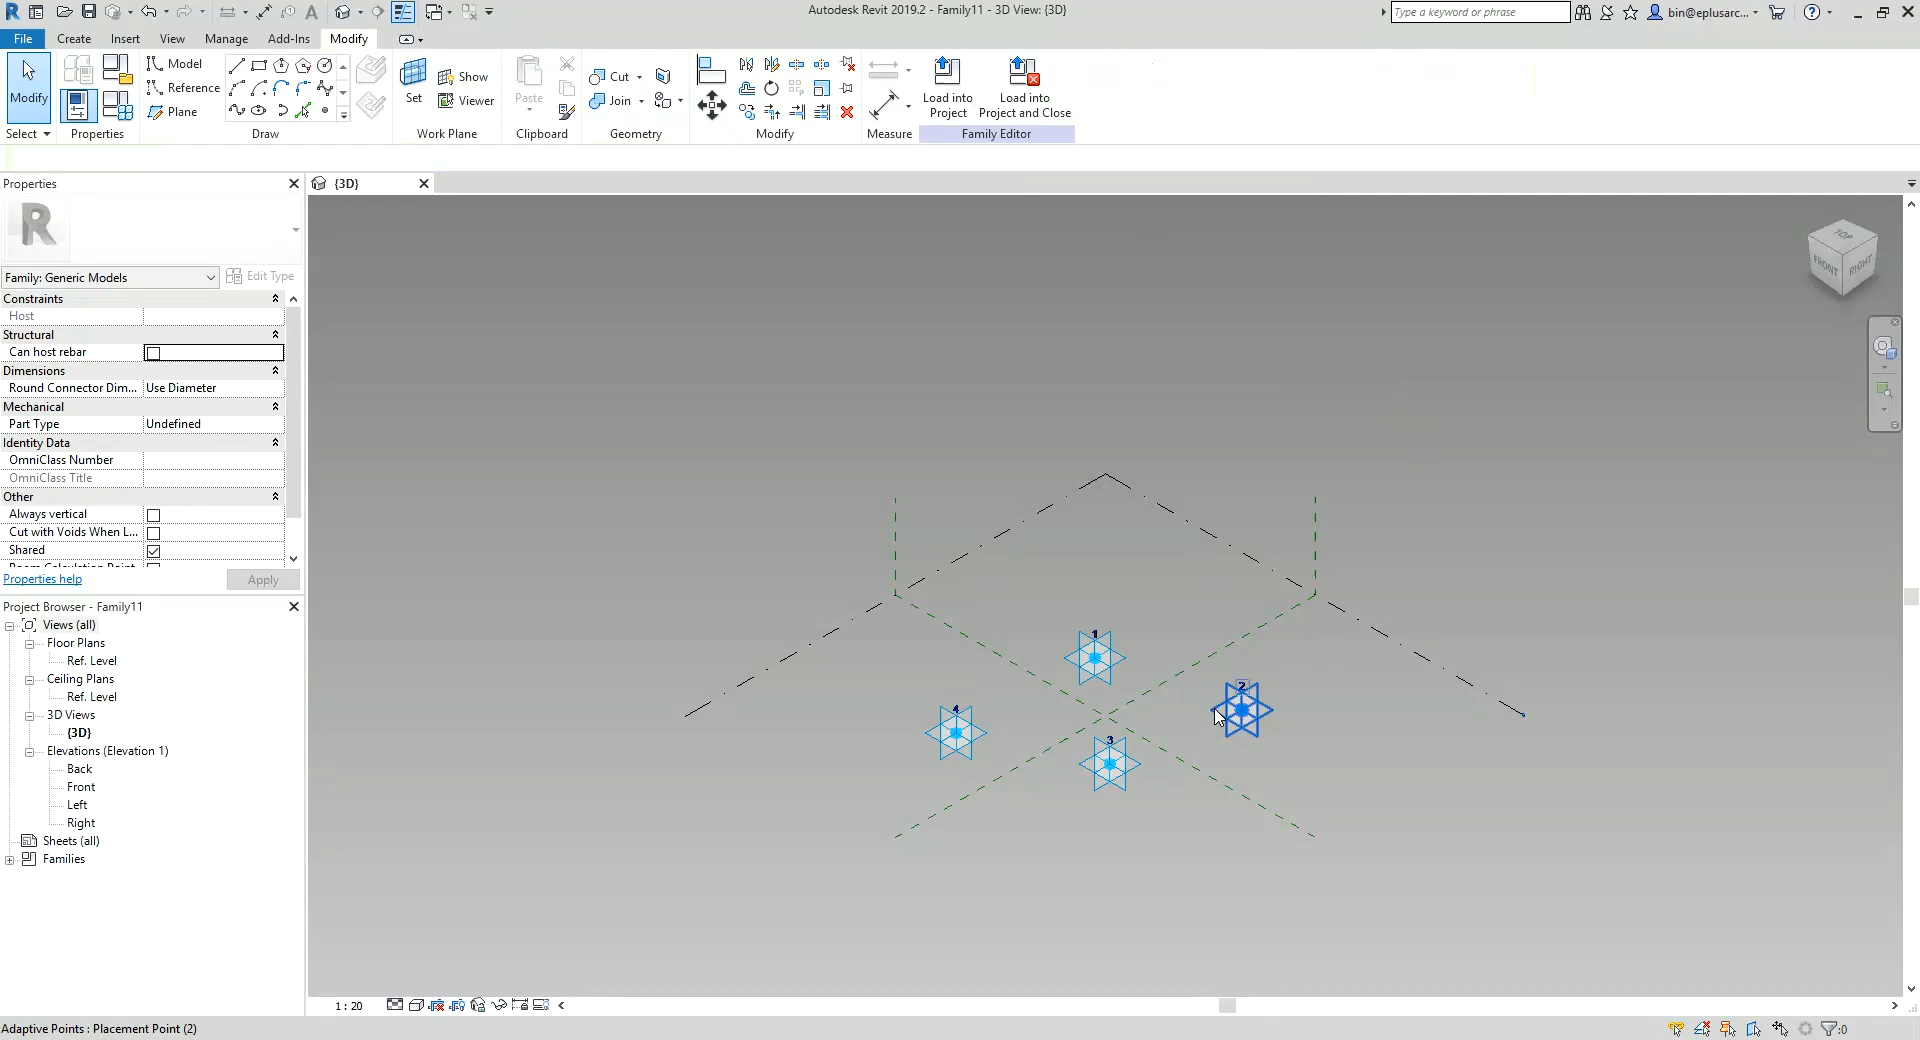 Autodesk Revit 2019.2 - Family11 - 3D View: {3D}
Type a keyword or phrase
bin@eplusarc...
File
Create
Insert
View
Manage
Add-Ins
Modify
Modify
Select
Properties
Model
Reference
Plane
Draw
Set
Show
Viewer
Work Plane
Paste
Clipboard
Cut
Join
Geometry
Modify
Measure
Load into
Project
Load into
Project and Close
Family Editor
Properties
{3D}
Family: Generic Models
Edit Type
Constraints
Host
Structural
Can host rebar
Dimensions
Round Connector Dim...
Use Diameter
Mechanical
Part Type
Undefined
Identity Data
OmniClass Number
OmniClass Title
Other
Always vertical
Cut with Voids When L...
Shared
Room Calculation Point
Properties help
Apply
Project Browser - Family11
Views (all)
Floor Plans
Ref. Level
Ceiling Plans
Ref. Level
3D Views
{3D}
Elevations (Elevation 1)
Back
Front
Left
Right
Sheets (all)
Families
TOP
FRONT
RIGHT
1
2
3
4
1 : 20
Adaptive Points : Placement Point (2)
:0